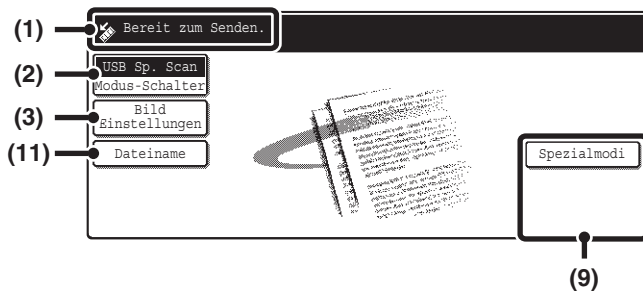 (1)
Bereit zum Senden.
(2)
USB Sp. Scan
Modus-Schalter
(3)
Bild
Einstellungen
(11)
Dateiname
Spezialmodi
(9)